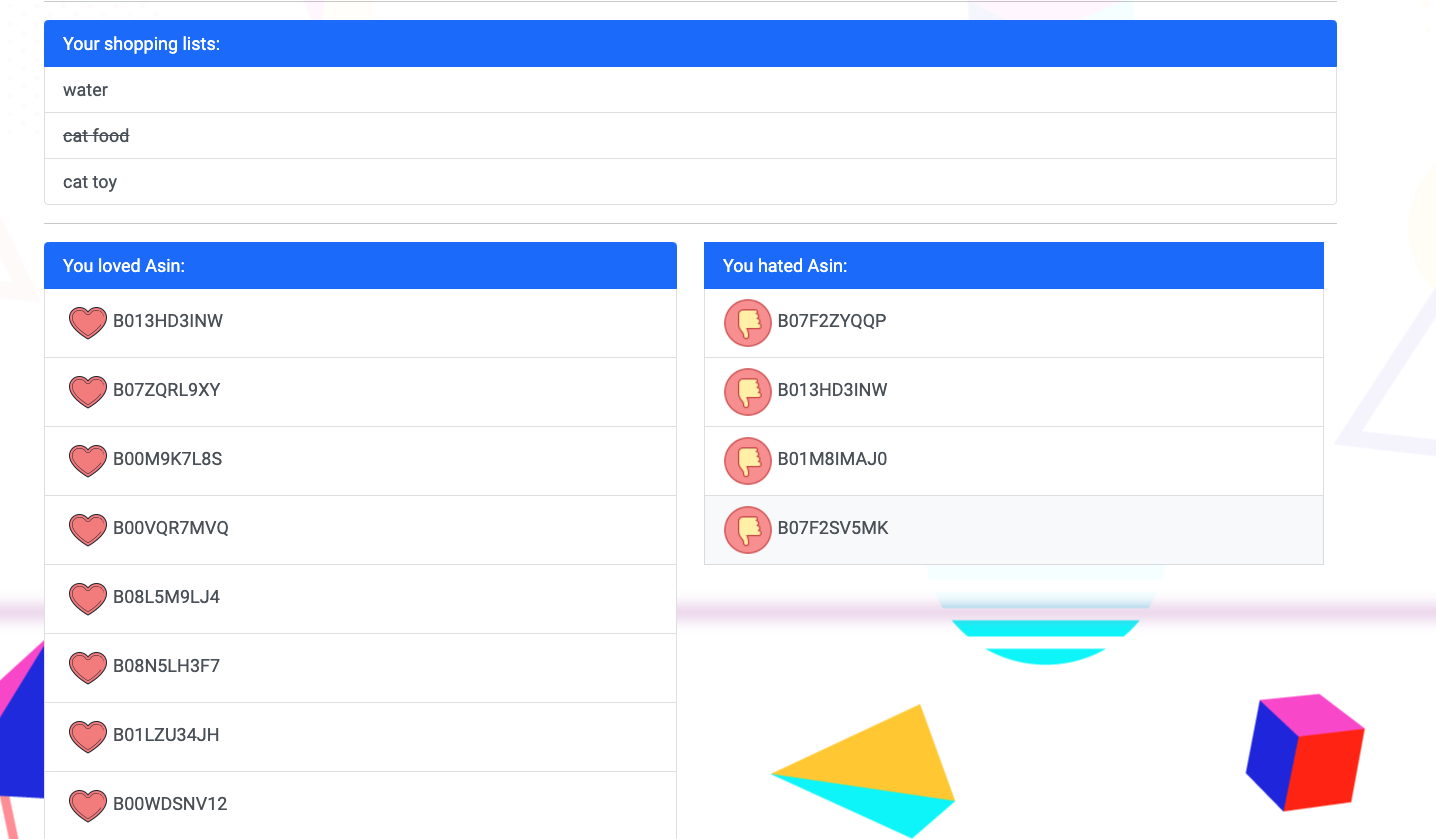 Your shopping lists:
water
cat food
cat toy
You loved Asin:
B013HD3INW
B07ZQRL9XY
B00M9K7L8S
B00VQR7MVQ
B08L5M9LJ4
B08N5LH3F7
B01LZU34JH
B00WDSNV12
You hated Asin:
B07F2ZYQQP
B013HD3INW
B01M8IMAJ0
B07F2SV5MK